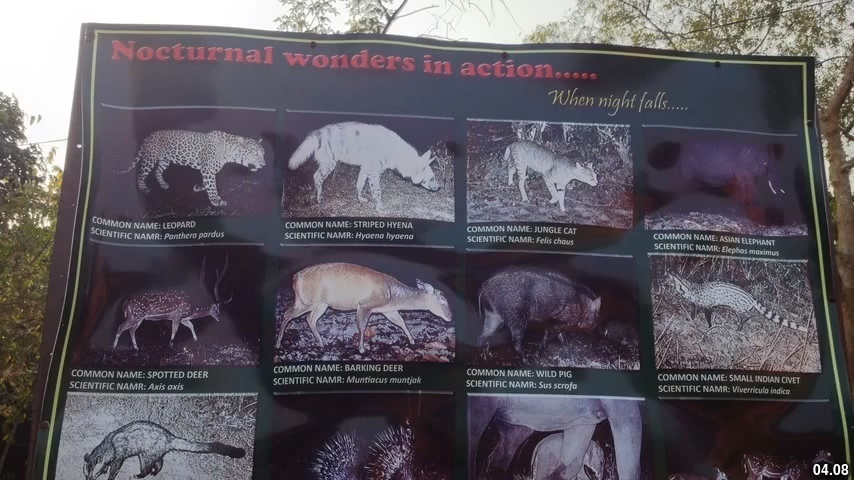 Nocturnal wonders in action.....
When night falls.....
COMMON NAME: LEOPARD
SCIENTIFIC NAMR: Panthera pardus
COMMON NAME: STRIPED HYENA
SCIENTIFIC NAMR: Hyaena hyaena
COMMON NAME: JUNGLE CAT
SCIENTIFIC NAMR: Felis chaus
COMMON NAME: ASIAN ELEPHANT
SCIENTIFIC NAMR: Elephas maximus
COMMON NAME: SPOTTED DEER
SCIENTIFIC NAMR: Axis axis
COMMON NAME: BARKING DEER
SCIENTIFIC NAMR: Muntiacus muntjak
COMMON NAME: WILD PIG
SCIENTIFIC NAMR: Sus scrofa
COMMON NAME: SMALL INDIAN CIVET
SCIENTIFIC NAMR: Viverricula indica
04.08